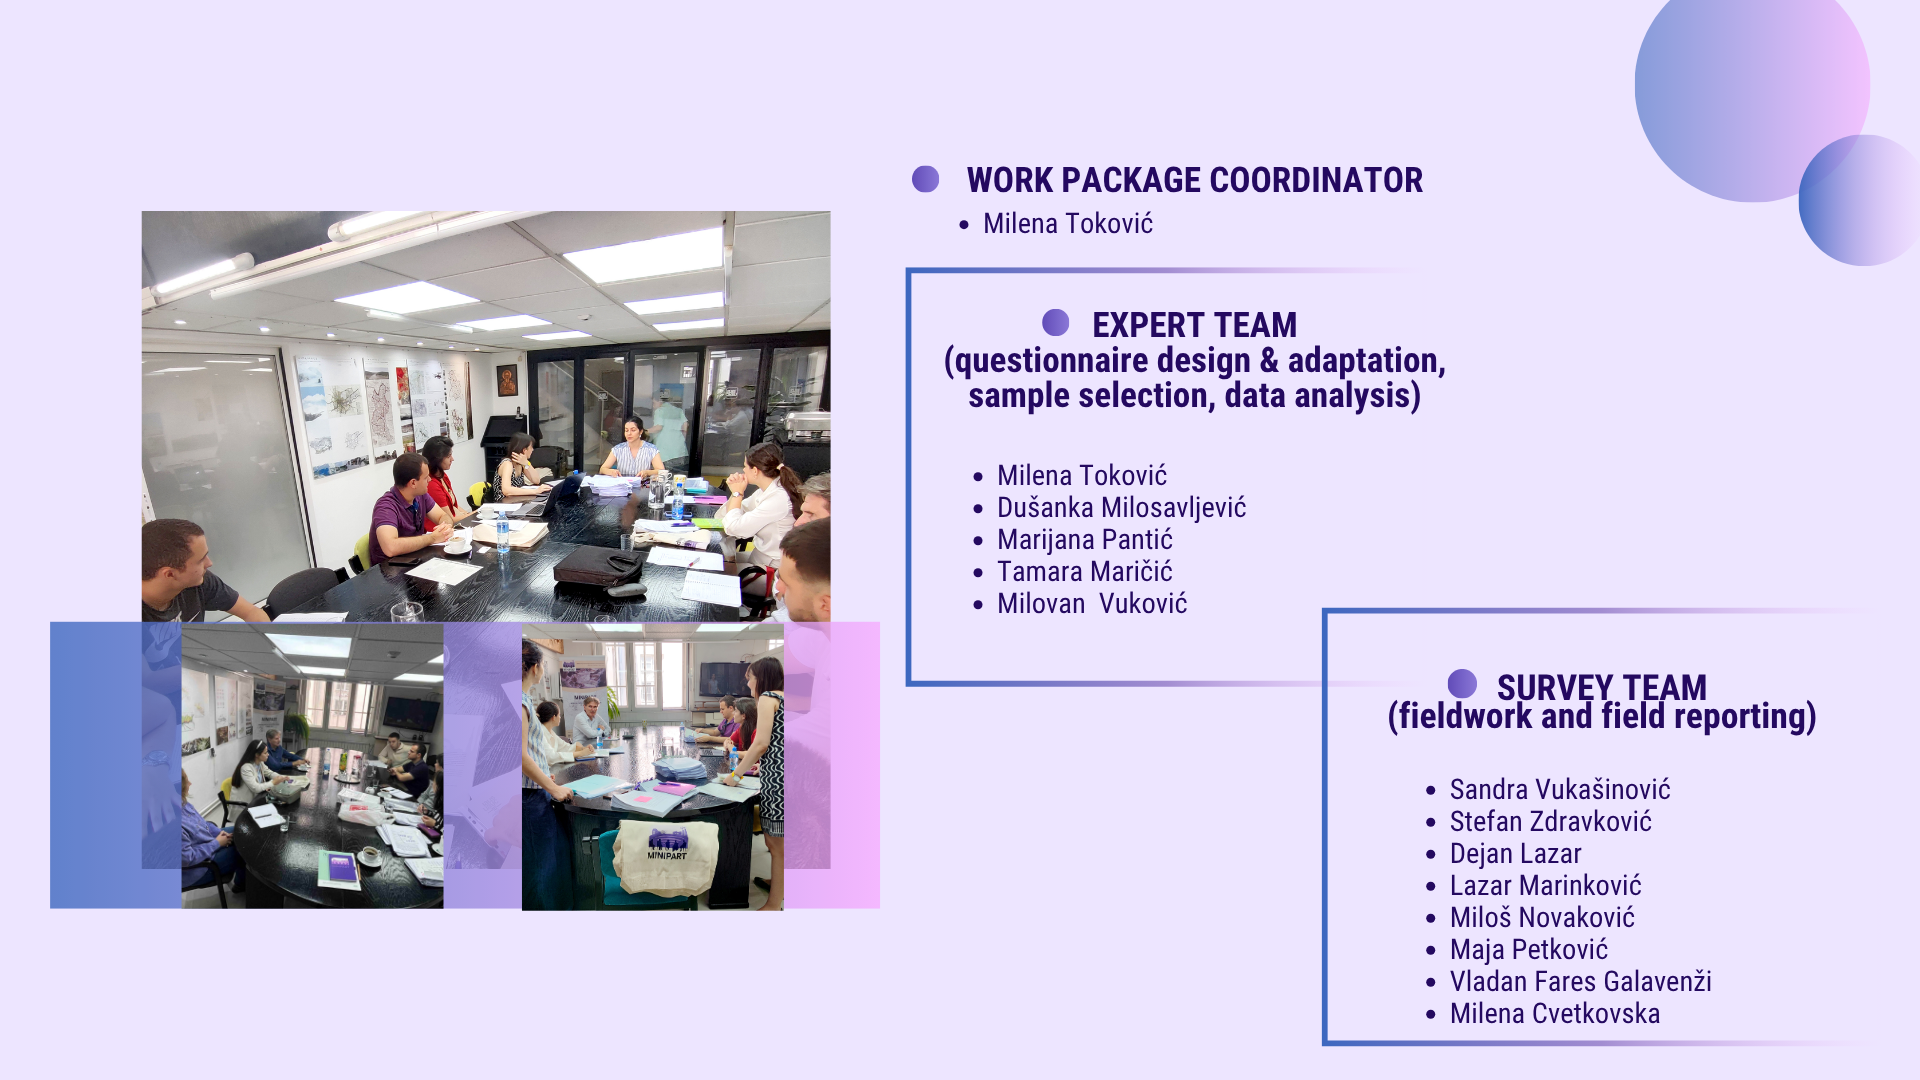 WORK PACKAGE COORDINATOR
• Milena Toković
EXPERT TEAM
(questionnaire design & adaptation,
sample selection, data analysis)
• Milena Toković
• Dušanka Milosavljević
• Marijana Pantić
• Tamara Maričić
• Milovan  Vuković
SURVEY TEAM
(fieldwork and field reporting)
• Sandra Vukašinović
• Stefan Zdravković
• Dejan Lazar
• Lazar Marinković
• Miloš Novaković
• Maja Petković
• Vladan Fares Galavenži
• Milena Cvetkovska
MINIPART